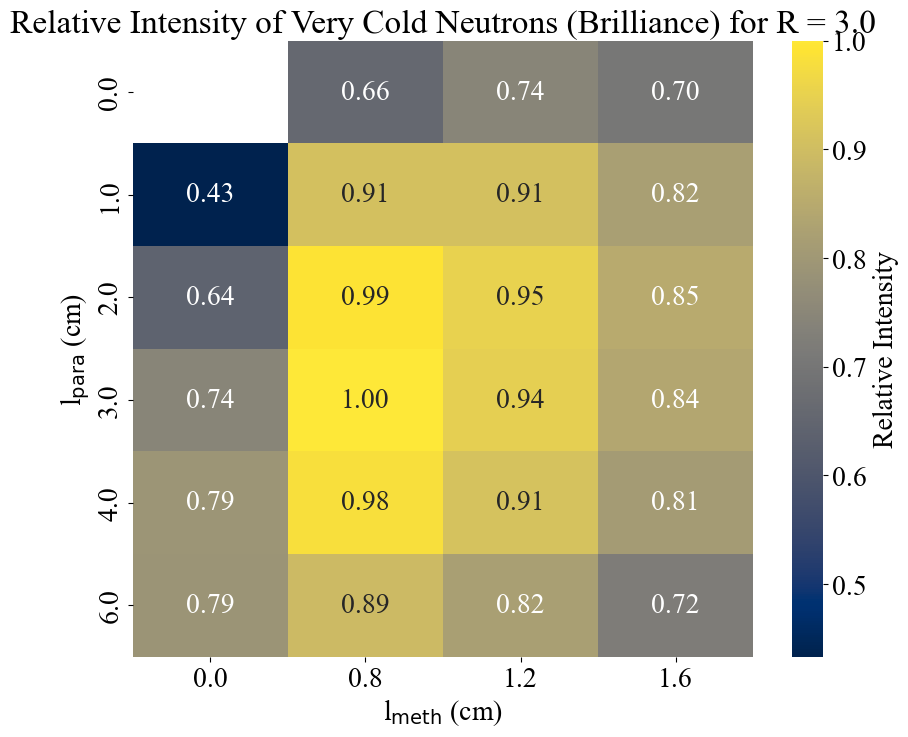 Relative Intensity of Very Cold Neutrons (Brilliance) for R = 3.0
0.0 0.66 0.74 0.70
1.0 0.43 0.91 0.91 0.82
2.0 0.64 0.99 0.95 0.85
3.0 0.74 1.00 0.94 0.84
4.0 0.79 0.98 0.91 0.81
6.0 0.79 0.89 0.82 0.72
0.0 0.8 1.2 1.6
l_meth (cm)
l_para (cm)
1.0
0.9
0.8
0.7
0.6
0.5
Relative Intensity